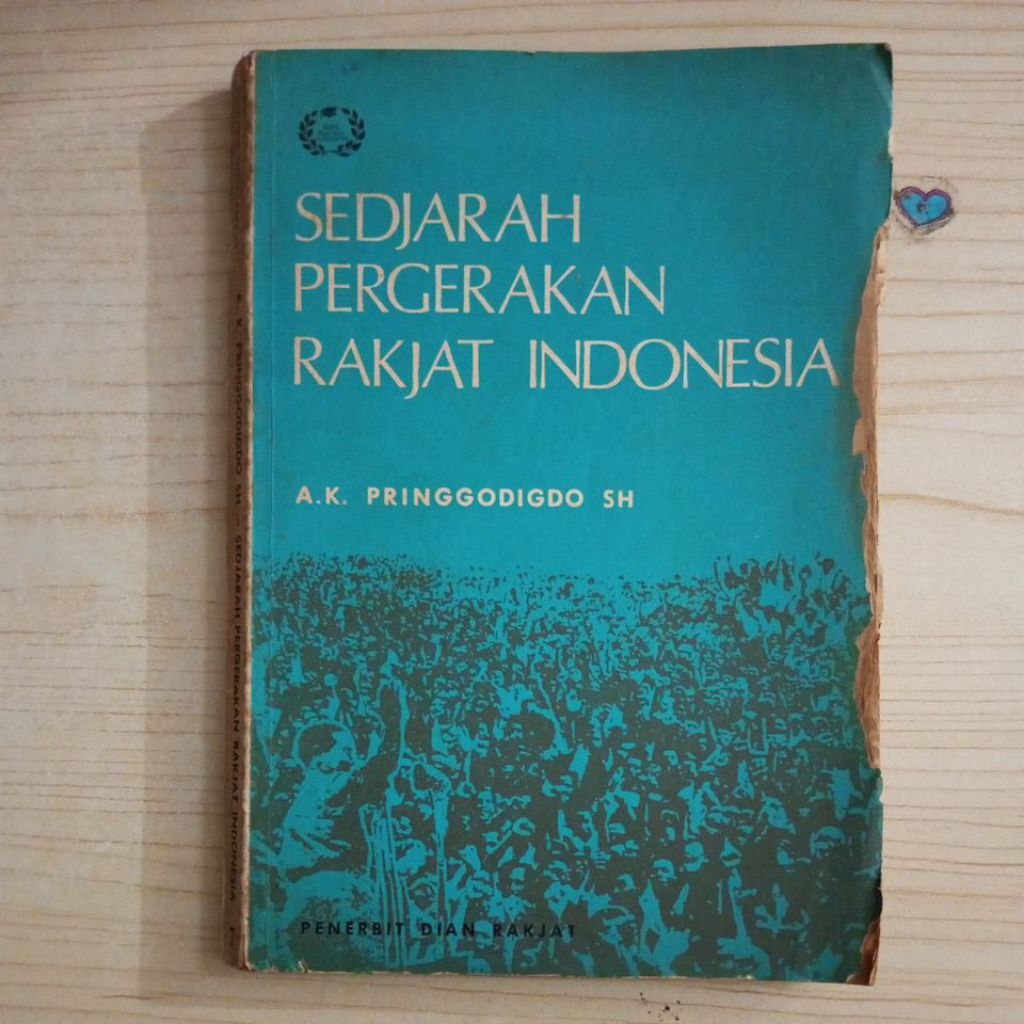 SEDJARAH
PERGERAKAN
RAKJAT INDONESIA
A.K. PRINGGODIGDO SH
PENERBIT DIAN RAKJAT
A. K. PRINGGODIGDO SH — SEDJARAH PERGERAKAN RAKJAT INDONESIA